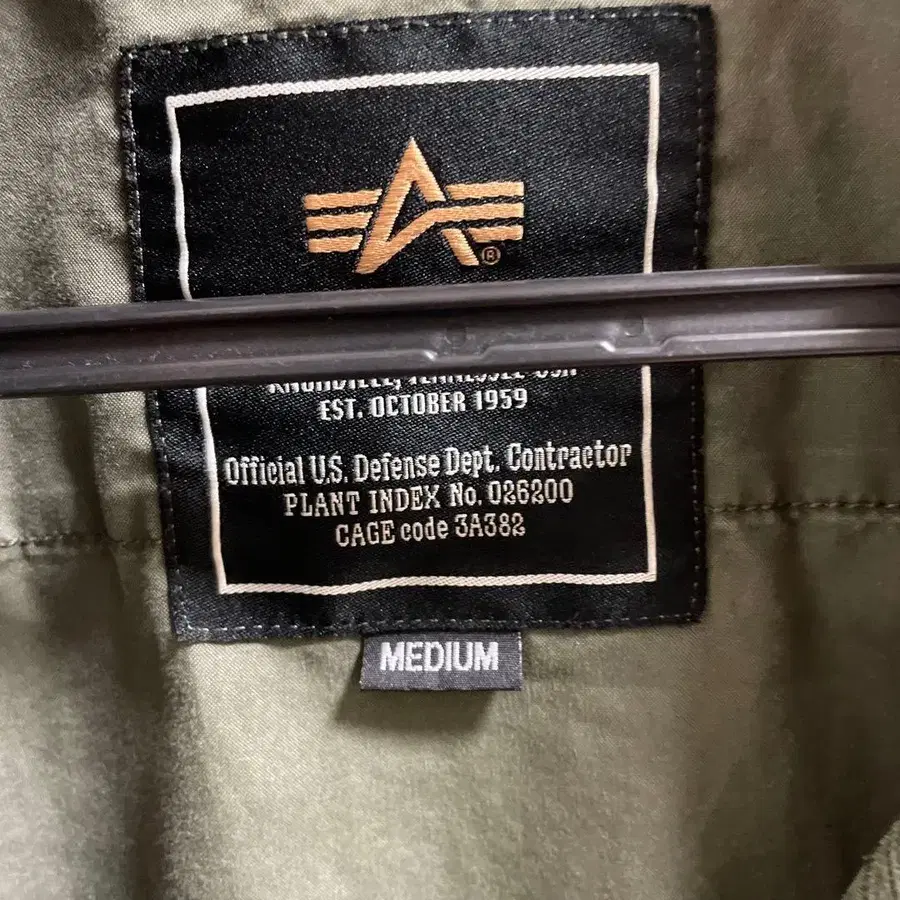 ®
EST. OCTOBER 1959
Official U.S. Defense Dept. Contractor
PLANT INDEX No. 026200
CAGE code 3A382
MEDIUM